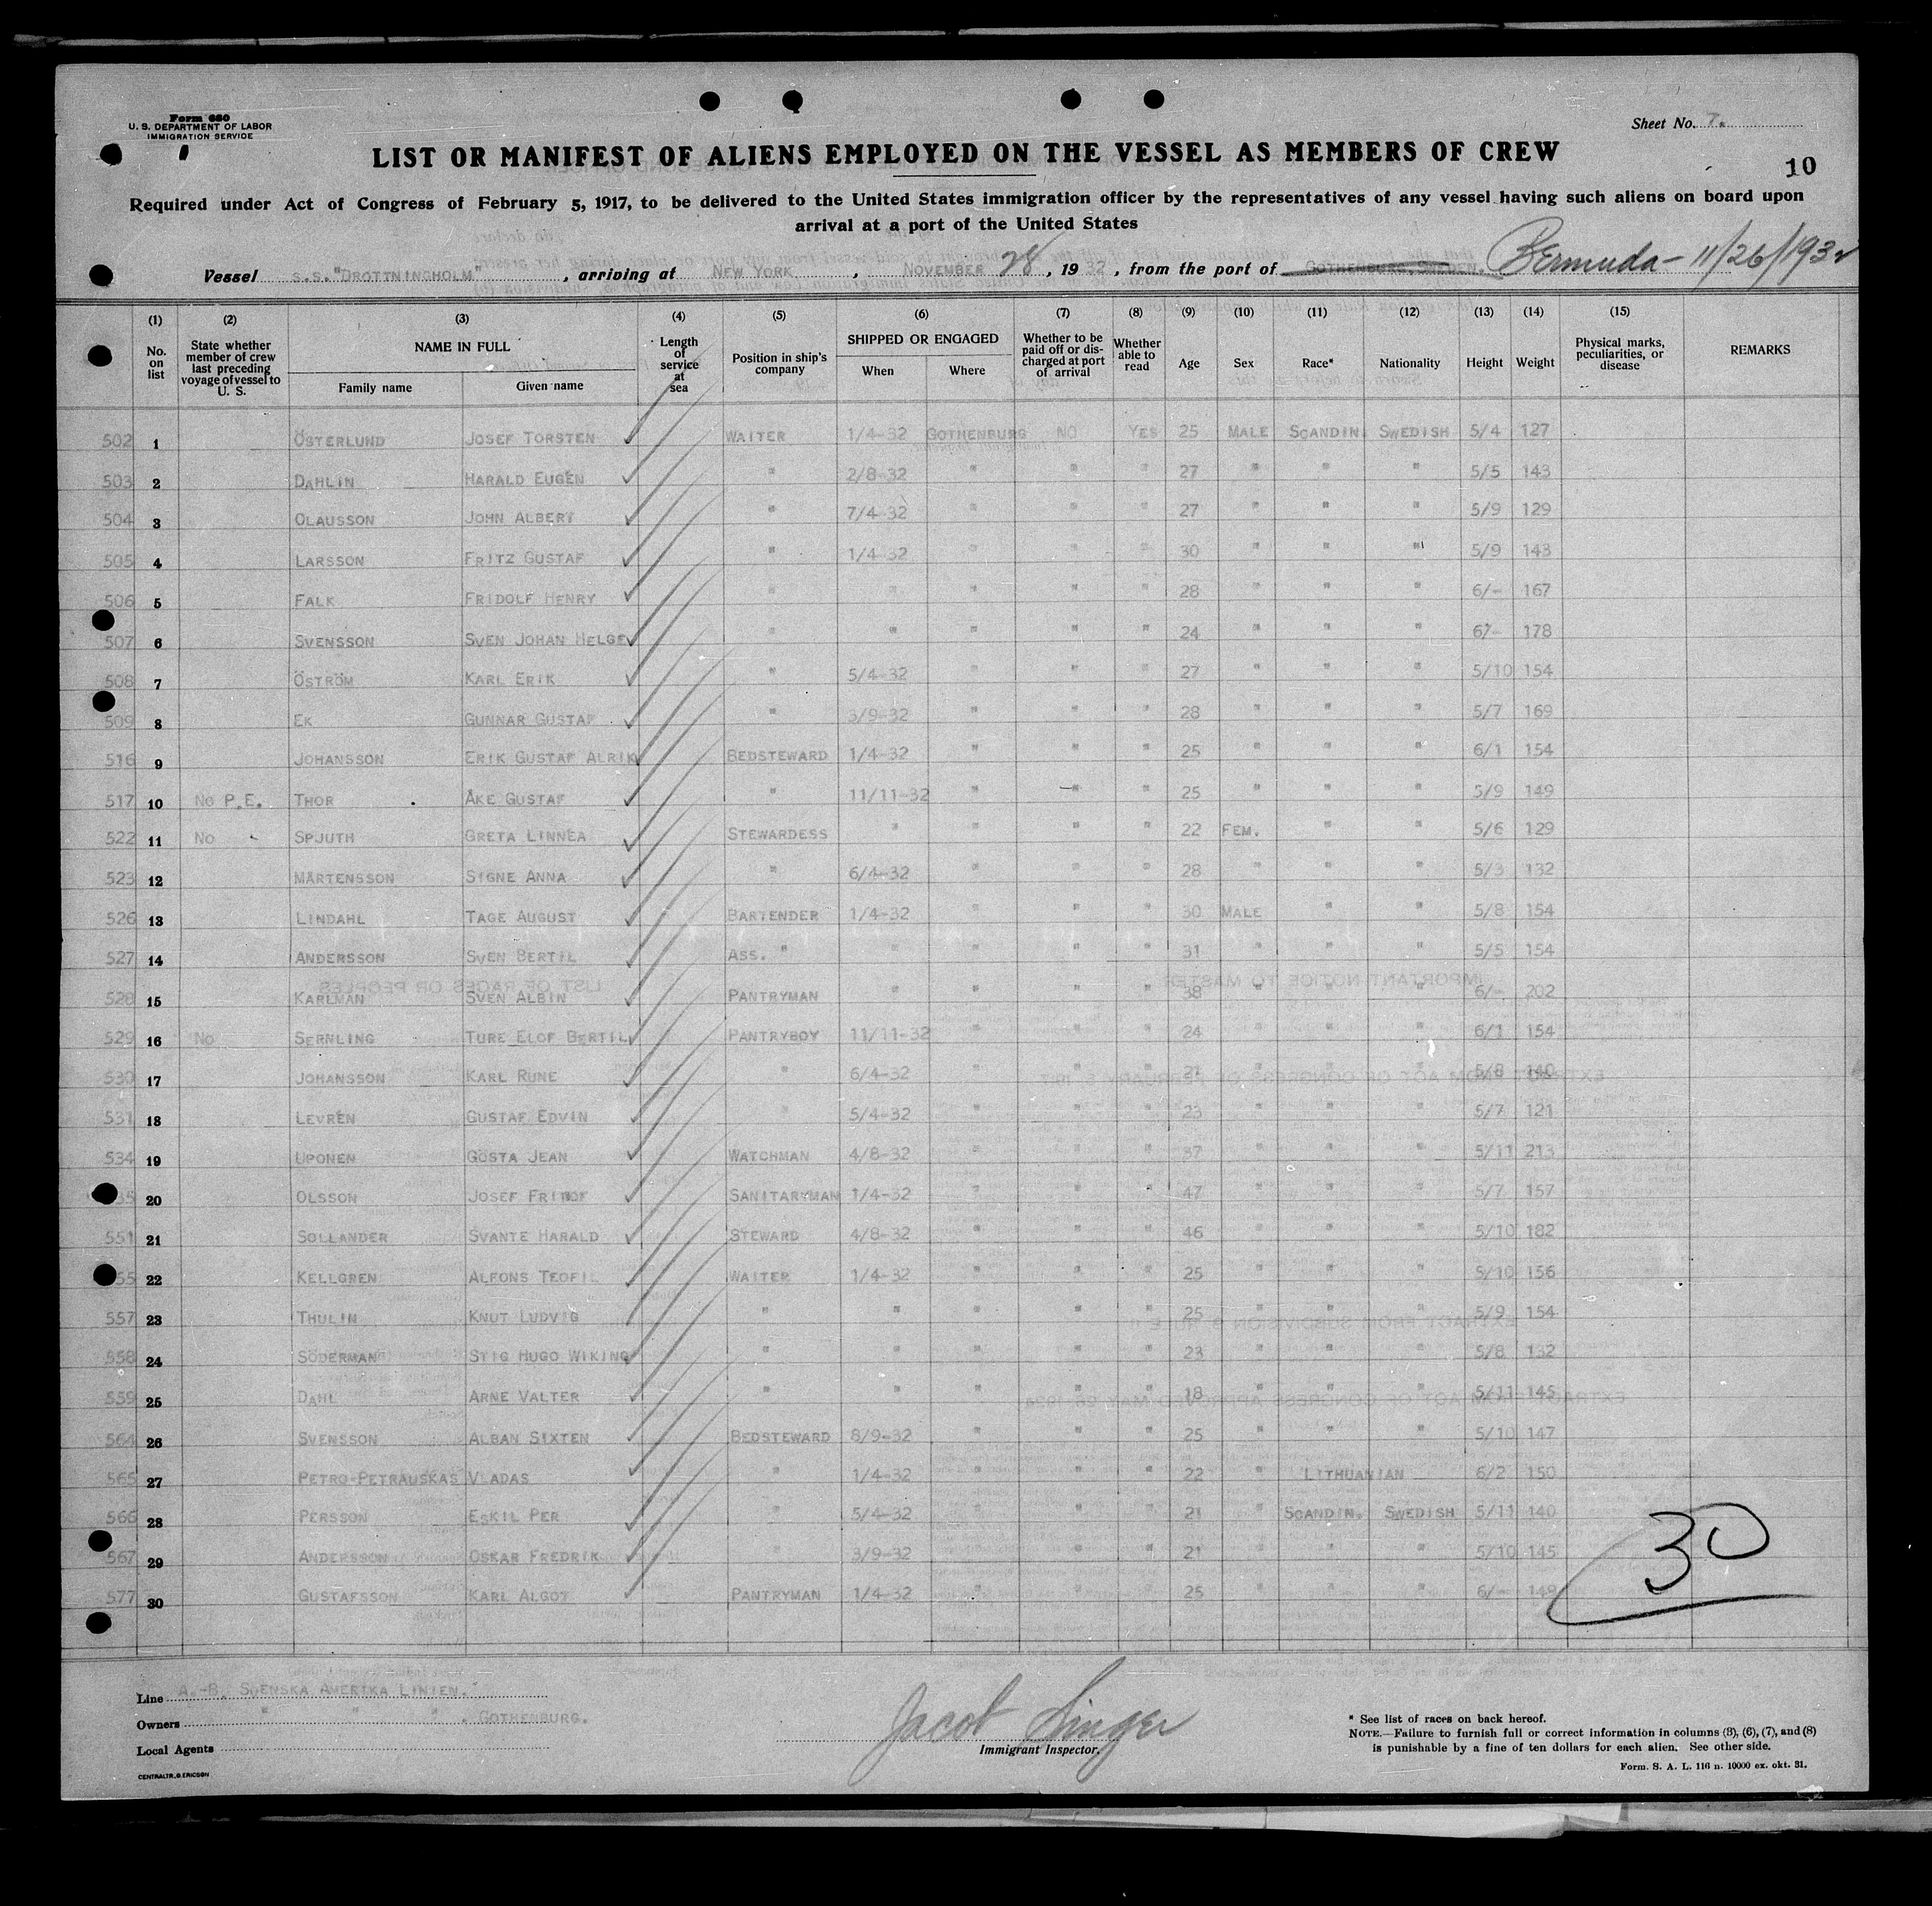 Form 680
U. S. DEPARTMENT OF LABOR
IMMIGRATION SERVICE
Sheet No. 7.
LIST OR MANIFEST OF ALIENS EMPLOYED ON THE VESSEL AS MEMBERS OF CREW
10
Required under Act of Congress of February 5, 1917, to be delivered to the United States immigration officer by the representatives of any vessel having such aliens on board upon
arrival at a port of the United States
Vessel S.S. "DROTTNINGHOLM", arriving at NEW YORK, NOVEMBER 28, 1932, from the port of GOTHENBURG, SWEDEN. Bermuda - 11/26/1932
(1) (2) (3) (4) (5) (6) (7) (8) (9) (10) (11) (12) (13) (14) (15)
No. on list State whether member of crew last preceding voyage of vessel to U. S. NAME IN FULL Family name Given name Length of service at sea Position in ship's company SHIPPED OR ENGAGED When Where Whether to be paid off or discharged at port of arrival Whether able to read Age Sex Race* Nationality Height Weight Physical marks, peculiarities, or disease REMARKS
502 1 ÖSTERLUND JOSEF TORSTEN WAITER 1/4-32 GOTHENBURG NO YES 25 MALE SCANDIN. SWEDISH 5/4 127
503 2 DAHLIN HARALD EUGÉN " 2/8-32 " " " 27 " " " 5/5 143
504 3 OLAUSSON JOHN ALBERT " 7/4-32 " " " 27 " " " 5/9 129
505 4 LARSSON FRITZ GUSTAF " 1/4-32 " " " 30 " " " 5/9 143
506 5 FALK FRIDOLF HENRY " " " " " 28 " " " 6/- 167
507 6 SVENSSON SVEN JOHAN HELGE " " " " " 24 " " " 6/- 178
508 7 ÖSTRÖM KARL ERIK " 5/4-32 " " " 27 " " " 5/10 154
509 8 EK GUNNAR GUSTAF " 3/9-32 " " " 28 " " " 5/7 169
516 9 JOHANSSON ERIK GUSTAF ALRIK BEDSTEWARD 1/4-32 " " " 25 " " " 6/1 154
517 10 NO P.E. THOR ÅKE GUSTAF " 11/11-32 " " " 25 " " " 5/9 149
522 11 NO SPJUTH GRETA LINNÉA STEWARDESS " " " " 22 FEM. " " 5/6 129
523 12 MÅRTENSSON SIGNE ANNA " 6/4-32 " " " 28 " " " 5/3 132
526 13 LINDAHL TAGE AUGUST BARTENDER 1/4-32 " " " 30 MALE " " 5/8 154
527 14 ANDERSSON SVEN BERTIL ASS. " " " " " 31 " " " 5/5 154
528 15 KARLMAN SVEN ALBIN PANTRYMAN " " " " 38 " " " 6/- 202
529 16 NO SERNLING TURE ELOF BERTIL PANTRYBOY 11/11-32 " " " 24 " " " 6/1 154
530 17 JOHANSSON KARL RUNE " 6/4-32 " " " 21 " " " 5/8 140
531 18 LEVRÉN GUSTAF EDVIN " 5/4-32 " " " 23 " " " 5/7 121
534 19 UPONEN GÖSTA JEAN WATCHMAN 4/8-32 " " " 37 " " " 5/11 213
35 20 OLSSON JOSEF FRITOF SANITARYMAN 1/4-32 " " " 47 " " " 5/7 157
551 21 SOLLANDER SVANTE HARALD STEWARD 4/8-32 " " " 46 " " " 5/10 182
22 KELLGREN ALFONS TEOFIL WAITER 1/4-32 " " " 25 " " " 5/10 156
557 23 THULIN KNUT LUDVIG " " " " " 25 " " " 5/9 154
558 24 SÖDERMAN STIG HUGO WIKING " " " " " 23 " " " 5/8 132
559 25 DAHL ARNE VALTER " " " " " 18 " " " 5/11 145
564 26 SVENSSON ALBAN SIXTEN BEDSTEWARD 8/9-32 " " " 25 " " " 5/10 147
565 27 PETRO-PETRAUSKAS VLADAS " 1/4-32 " " " 22 " LITHUANIAN 6/2 150
566 28 PERSSON ESKIL PER " 5/4-32 " " " 21 " SCANDIN. SWEDISH 5/11 140
567 29 ANDERSSON OSKAR FREDRIK " 3/9-32 " " " 21 " " " 5/10 145
577 30 GUSTAFSSON KARL ALGOT PANTRYMAN 1/4-32 " " " 25 " " " 6/- 149
30
Line A.-B. SVENSKA AMERIKA LINIEN.
Owners " " " . GOTHENBURG.
Local Agents
CENTRALTR. G. ERICSON
Jacob Singer
Immigrant Inspector.
* See list of races on back hereof.
NOTE.—Failure to furnish full or correct information in columns (3), (6), (7), and (8)
is punishable by a fine of ten dollars for each alien. See other side.
Form. S. A. L. 116 n. 10000 ex. okt. 31.